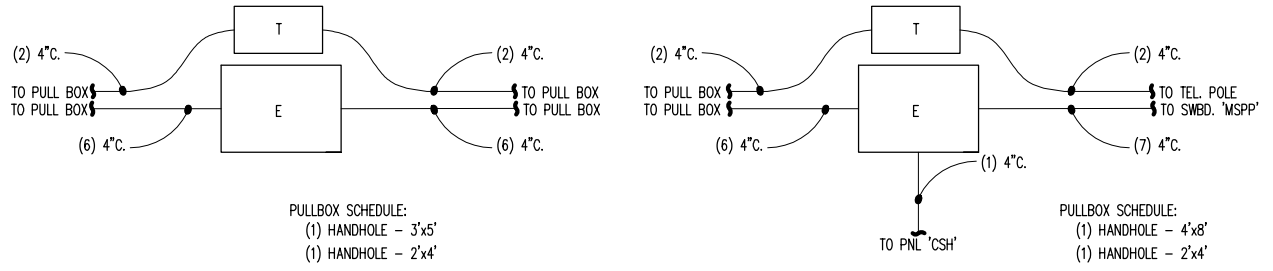 T
(2) 4"C.
(2) 4"C.
TO PULL BOX
TO PULL BOX
TO PULL BOX
TO PULL BOX
E
(6) 4"C.
(6) 4"C.
PULLBOX SCHEDULE:
(1) HANDHOLE - 3'x5'
(1) HANDHOLE - 2'x4'
T
(2) 4"C.
(2) 4"C.
TO PULL BOX
TO TEL. POLE
TO PULL BOX
TO SWBD. 'MSPP'
E
(6) 4"C.
(7) 4"C.
(1) 4"C.
TO PNL 'CSH'
PULLBOX SCHEDULE:
(1) HANDHOLE - 4'x8'
(1) HANDHOLE - 2'x4'